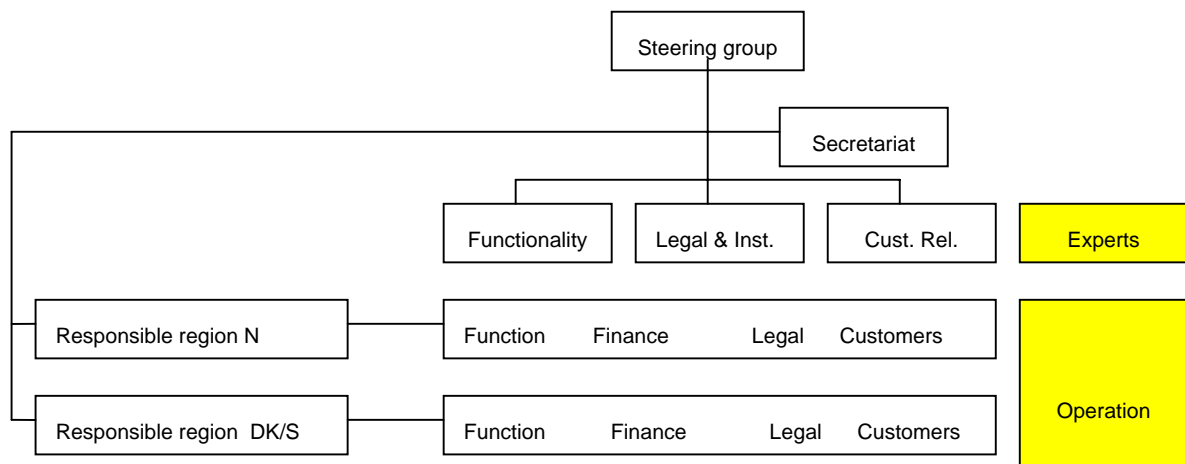 Steering group
Secretariat
Functionality
Legal & Inst.
Cust. Rel.
Experts
Responsible region N
Function Finance Legal Customers
Operation
Responsible region DK/S
Function Finance Legal Customers